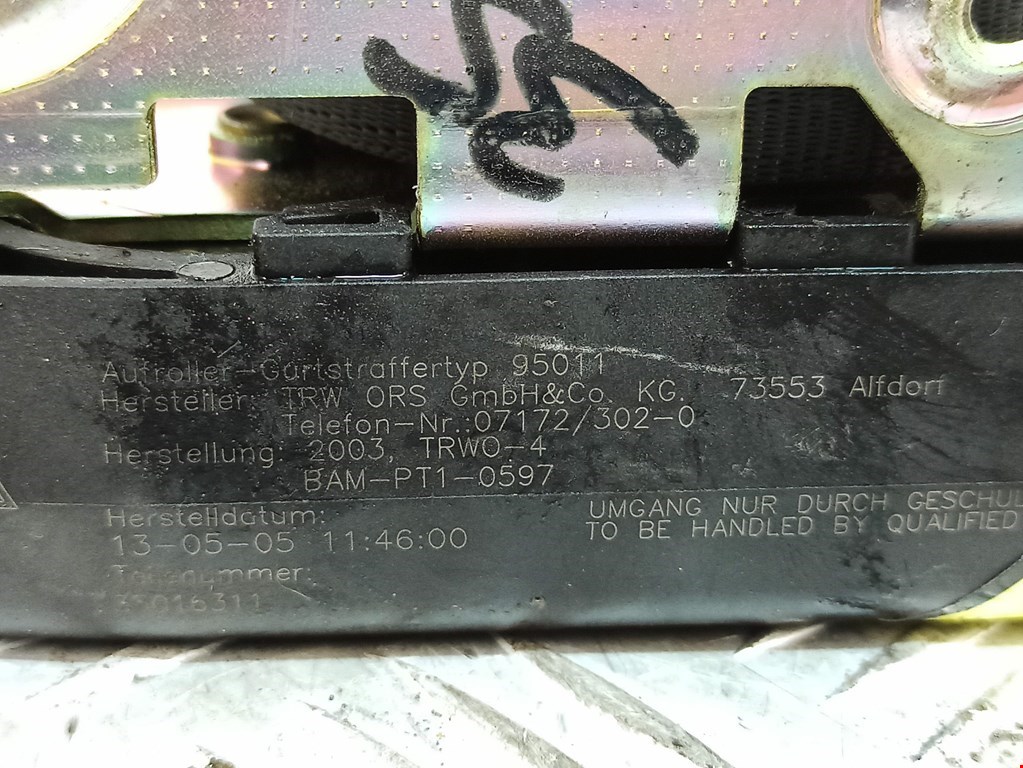 Aufroller-Gurtstraffertyp 95011
Hersteller: TRW ORS GmbH&Co. KG. 73553 Alfdorf
Telefon-Nr.:07172/302-0
Herstellung: 2003, TRWO-4
BAM-PT1-0597
Herstelldatum:
13-05-05 11:46:00
UMGANG NUR DURCH GESCHUL
TO BE HANDLED BY QUALIFIED